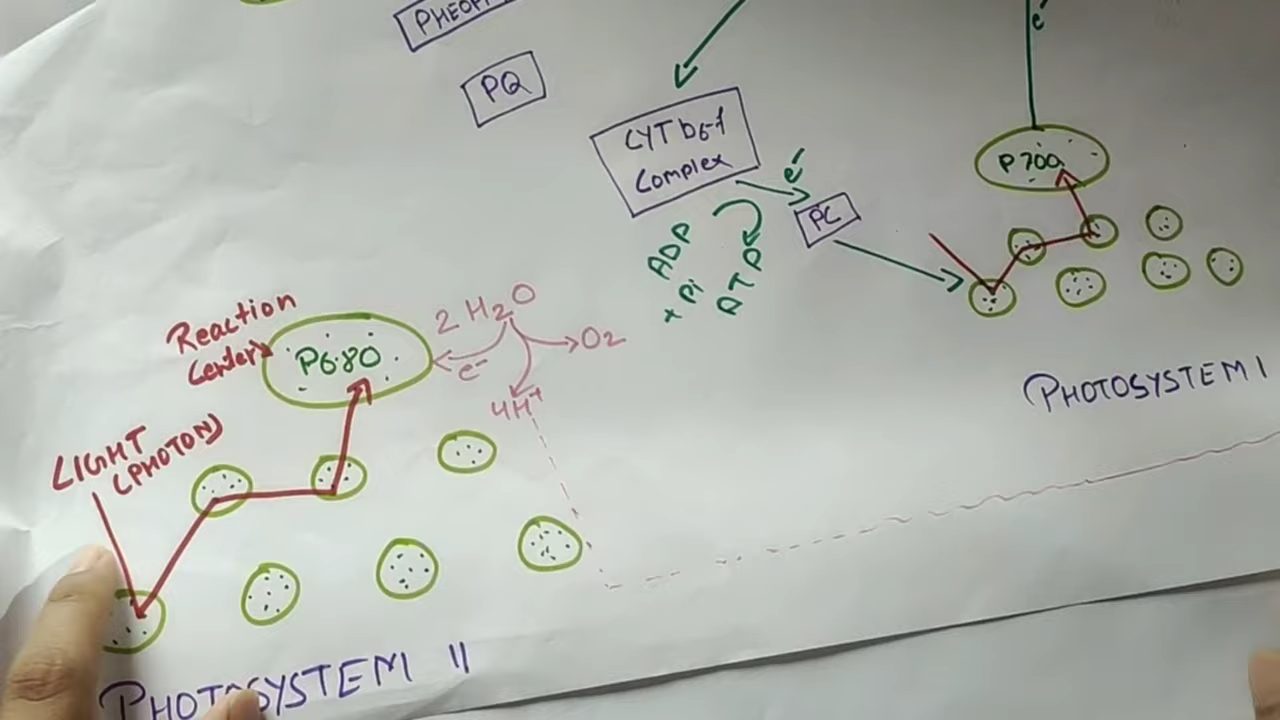 PHEOPH
PQ
CYT b6-f
Complex
e-
PC
ADP
+ Pi
ATP
e-
P700
PHOTOSYSTEM I
Reaction
Center
P680
2 H2O
O2
e-
4H+
LIGHT
(PHOTON)
PHOTOSYSTEM II